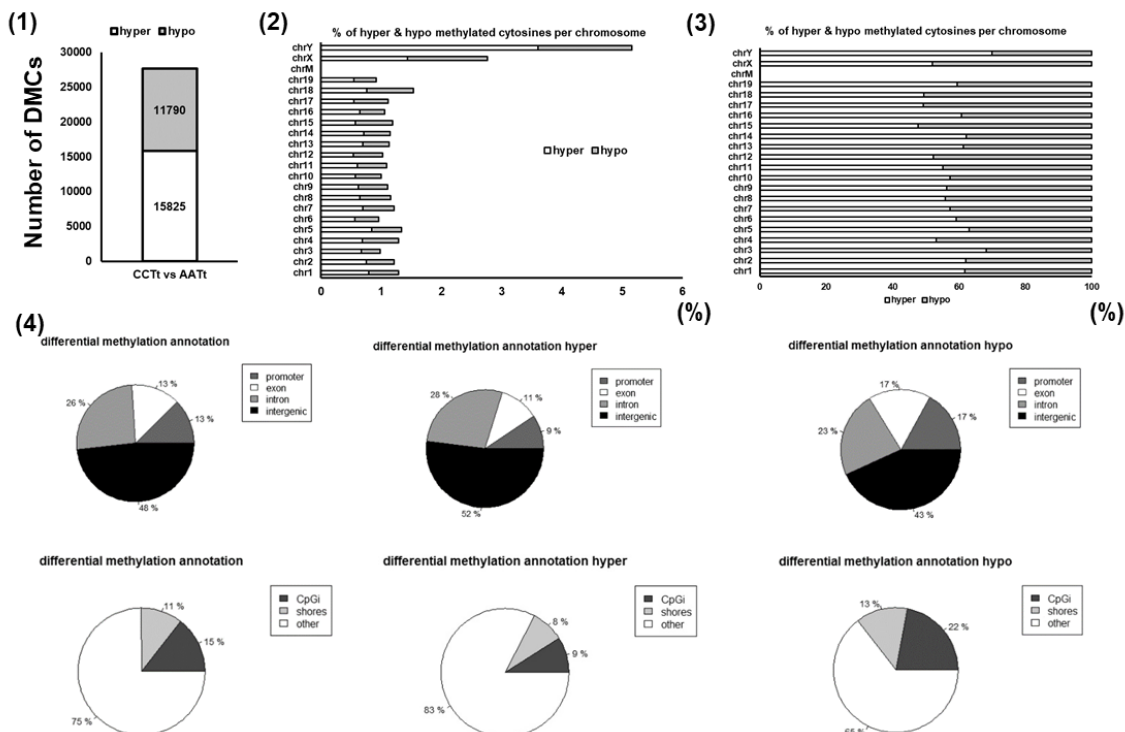 (1)
hyper hypo
Number of DMCs
30000
25000
20000
15000
10000
5000
0
11790
15825
CCTt vs AATt
(2)
% of hyper & hypo methylated cytosines per chromosome
chrY
chrX
chrM
chr19
chr18
chr17
chr16
chr15
chr14
chr13
chr12
chr11
chr10
chr9
chr8
chr7
chr6
chr5
chr4
chr3
chr2
chr1
hyper hypo
0 1 2 3 4 5 6
(%)
(3)
% of hyper & hypo methylated cytosines per chromosome
chrY
chrX
chrM
chr19
chr18
chr17
chr16
chr15
chr14
chr13
chr12
chr11
chr10
chr9
chr8
chr7
chr6
chr5
chr4
chr3
chr2
chr1
0 20 40 60 80 100
hyper hypo
(%)
(4)
differential methylation annotation
13 %
26 %
13 %
48 %
promoter
exon
intron
intergenic
differential methylation annotation hyper
28 %
11 %
9 %
52 %
promoter
exon
intron
intergenic
differential methylation annotation hypo
17 %
17 %
23 %
43 %
promoter
exon
intron
intergenic
differential methylation annotation
11 %
15 %
75 %
CpGi
shores
other
differential methylation annotation hyper
8 %
9 %
83 %
CpGi
shores
other
differential methylation annotation hypo
13 %
22 %
65 %
CpGi
shores
other